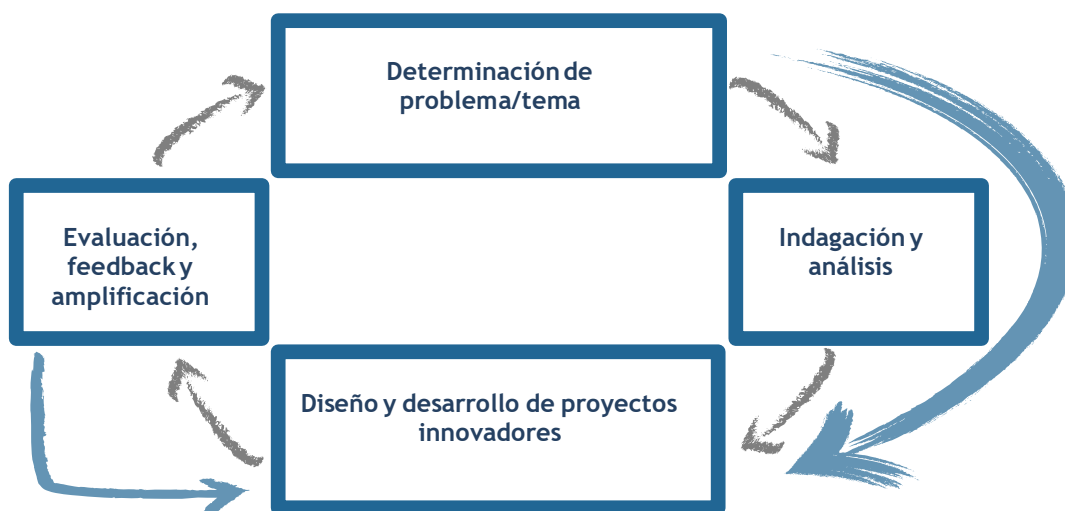 Determinación de
problema/tema
Evaluación,
feedback y
amplificación
Indagación y
análisis
Diseño y desarrollo de proyectos
innovadores